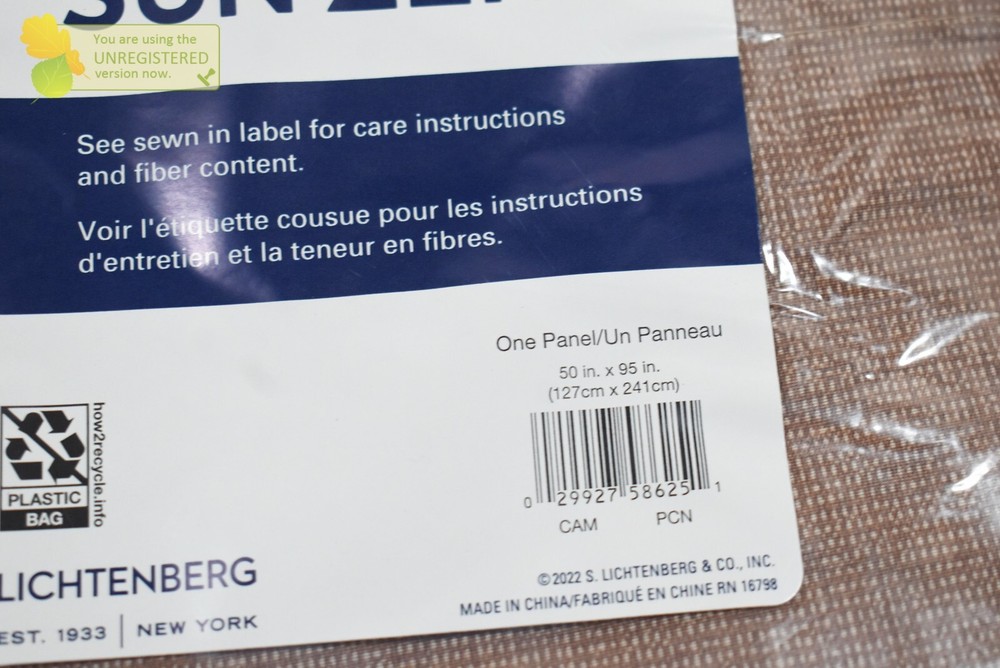 You are using the
UNREGISTERED
version now.
See sewn in label for care instructions
and fiber content.
Voir l'étiquette cousue pour les instructions
d'entretien et la teneur en fibres.
One Panel/Un Panneau
50 in. x 95 in.
(127cm x 241cm)
0 29927 58625 1
CAM PCN
how2recycle.info
PLASTIC
BAG
LICHTENBERG
EST. 1933 | NEW YORK
©2022 S. LICHTENBERG & CO., INC.
MADE IN CHINA/FABRIQUÉ EN CHINE RN 16798